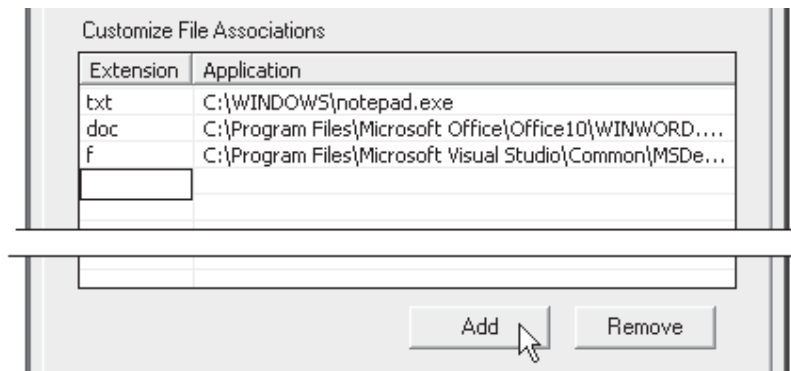 Customize File Associations
Extension Application
txt C:\WINDOWS\notepad.exe
doc C:\Program Files\Microsoft Office\Office10\WINWORD....
f C:\Program Files\Microsoft Visual Studio\Common\MSDe...
Add Remove